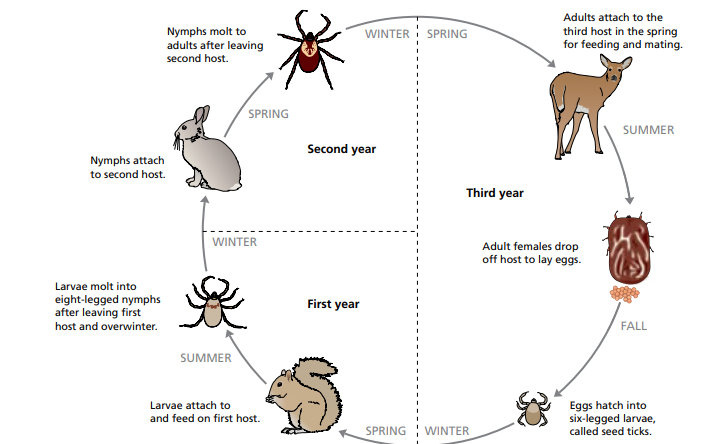 Nymphs molt to
adults after leaving
second host.
WINTER
SPRING
Adults attach to the
third host in the spring
for feeding and mating.
SPRING
SUMMER
Second year
Nymphs attach
to second host.
Third year
WINTER
Adult females drop
off host to lay eggs.
Larvae molt into
eight-legged nymphs
after leaving first
host and overwinter.
First year
FALL
SUMMER
Larvae attach to
and feed on first host.
Eggs hatch into
six-legged larvae,
called seed ticks.
SPRING
WINTER